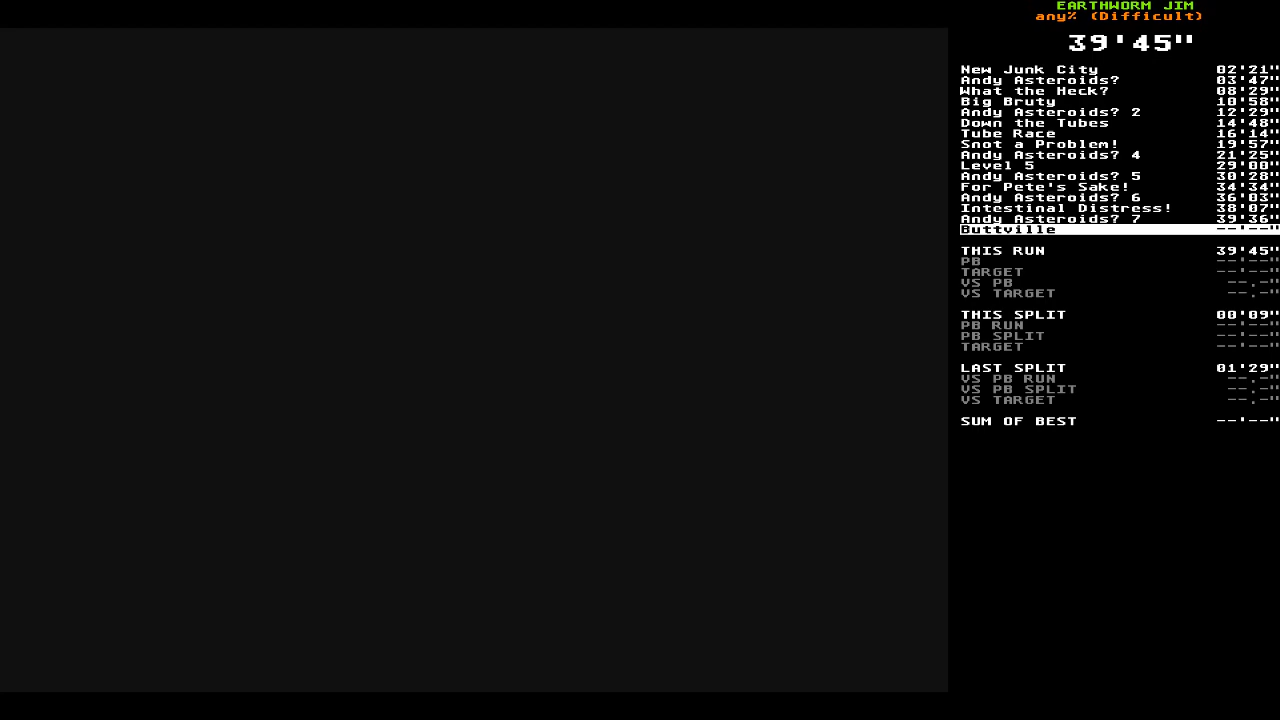 EARTHWORM JIM
any% (Difficult)
39'45"
New Junk City 02'21"
Andy Asteroids? 03'47"
What the Heck? 08'29"
Big Bruty 10'58"
Andy Asteroids? 2 12'29"
Down the Tubes 14'48"
Tube Race 16'14"
Snot a Problem! 19'57"
Andy Asteroids? 4 21'25"
Level 5 29'00"
Andy Asteroids? 5 30'28"
For Pete's Sake! 34'34"
Andy Asteroids? 6 36'03"
Intestinal Distress! 38'07"
Andy Asteroids? 7 39'36"
Buttville --'--"
THIS RUN 39'45"
PB --'--"
TARGET --'--"
VS PB --.-"
VS TARGET --.-"
THIS SPLIT 00'09"
PB RUN --'--"
PB SPLIT --'--"
TARGET --'--"
LAST SPLIT 01'29"
VS PB RUN --.-"
VS PB SPLIT --.-"
VS TARGET --.-"
SUM OF BEST --'--"